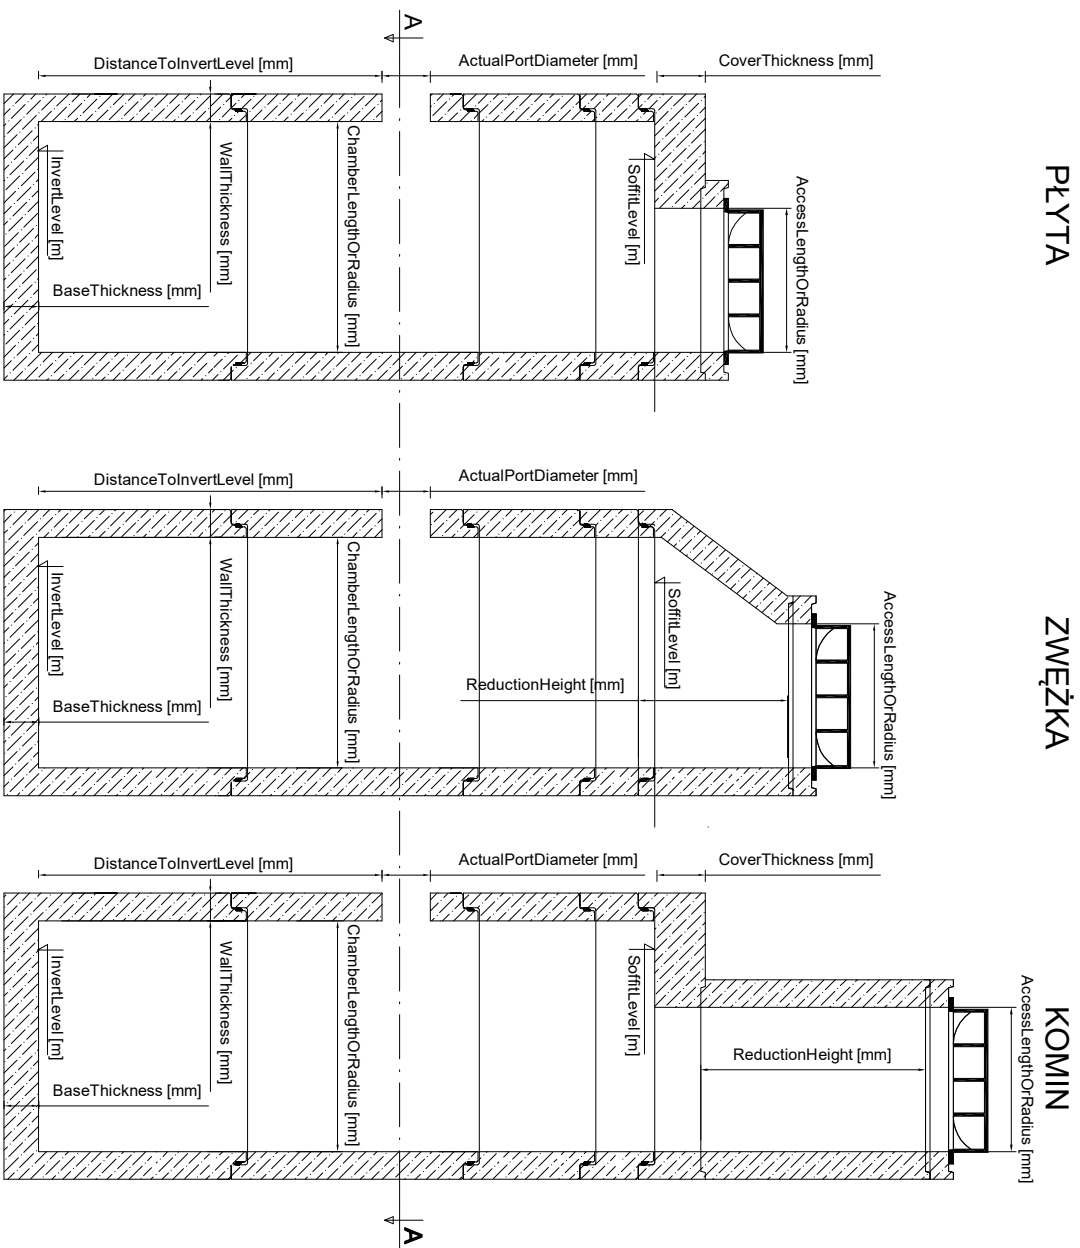 A
DistanceToInvertLevel [mm]
ActualPortDiameter [mm]
CoverThickness [mm]
PŁYTA
AccessLengthOrRadius [mm]
InvertLevel [m]
WallThickness [mm]
ChamberLengthOrRadius [mm]
SoffitLevel [m]
BaseThickness [mm]
DistanceToInvertLevel [mm]
ActualPortDiameter [mm]
ZWĘŻKA
AccessLengthOrRadius [mm]
InvertLevel [m]
WallThickness [mm]
ChamberLengthOrRadius [mm]
SoffitLevel [m]
ReductionHeight [mm]
BaseThickness [mm]
DistanceToInvertLevel [mm]
ActualPortDiameter [mm]
CoverThickness [mm]
KOMIN
AccessLengthOrRadius [mm]
InvertLevel [m]
WallThickness [mm]
ChamberLengthOrRadius [mm]
SoffitLevel [m]
ReductionHeight [mm]
BaseThickness [mm]
A